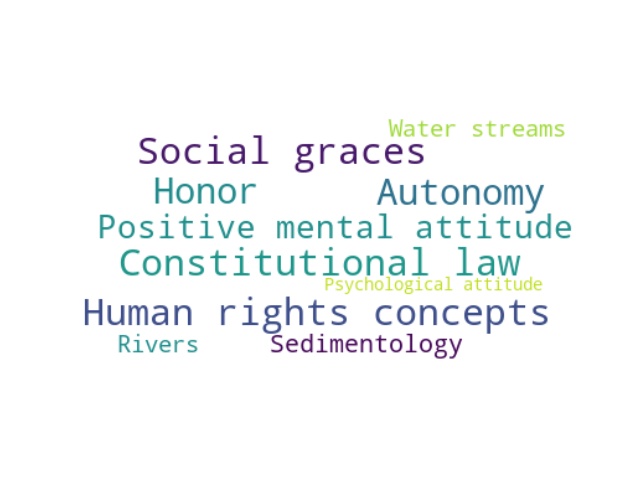 Water streams
Social graces
Honor
Autonomy
Positive mental attitude
Constitutional law
Psychological attitude
Human rights concepts
Rivers
Sedimentology